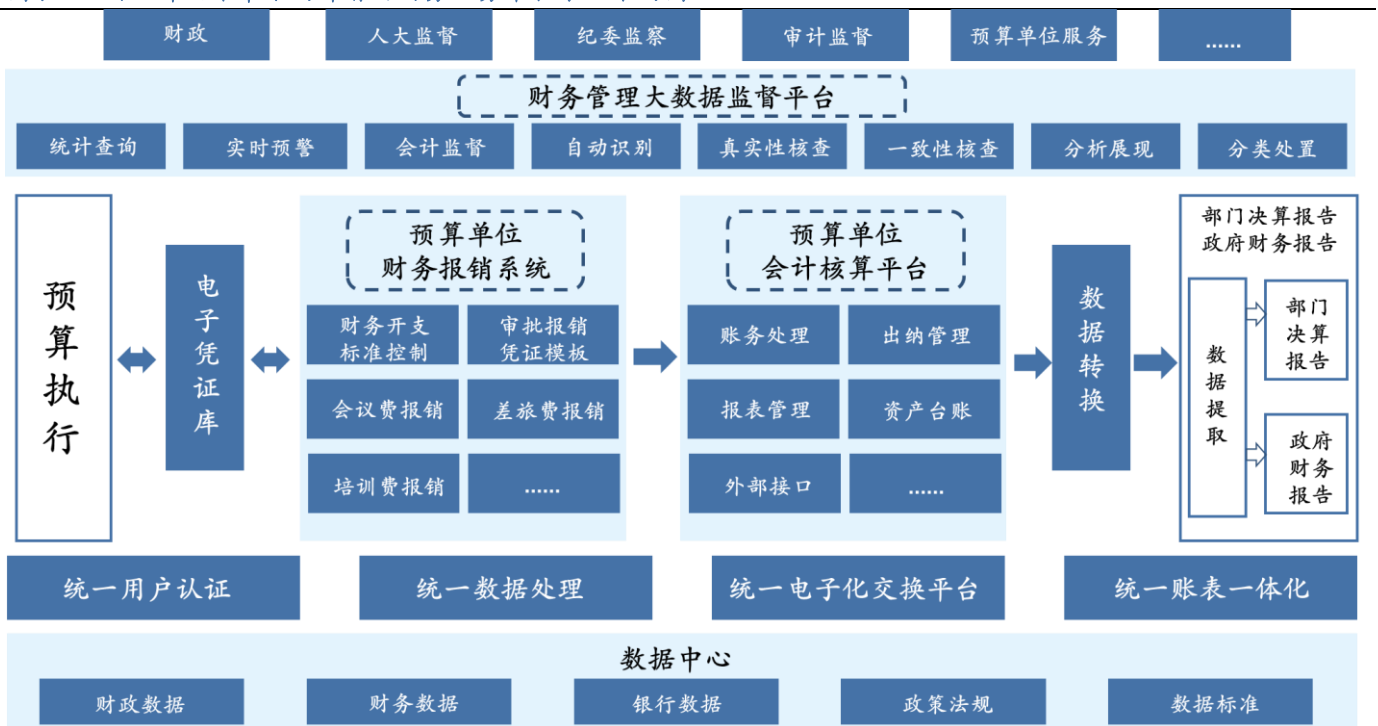 财政
人大监督
纪委监察
审计监督
预算单位服务
......
财务管理大数据监督平台
统计查询
实时预警
会计监督
自动识别
真实性核查
一致性核查
分析展现
分类处置
预
算
执
行
电
子
凭
证
库
预算单位
财务报销系统
财务开支
标准控制
审批报销
凭证模板
会议费报销
差旅费报销
培训费报销
......
预算单位
会计核算平台
账务处理
出纳管理
报表管理
资产台账
外部接口
......
数
据
转
换
部门决算报告
政府财务报告
数
据
提
取
部门
决算
报告
政府
财务
报告
统一用户认证
统一数据处理
统一电子化交换平台
统一账表一体化
数据中心
财政数据
财务数据
银行数据
政策法规
数据标准